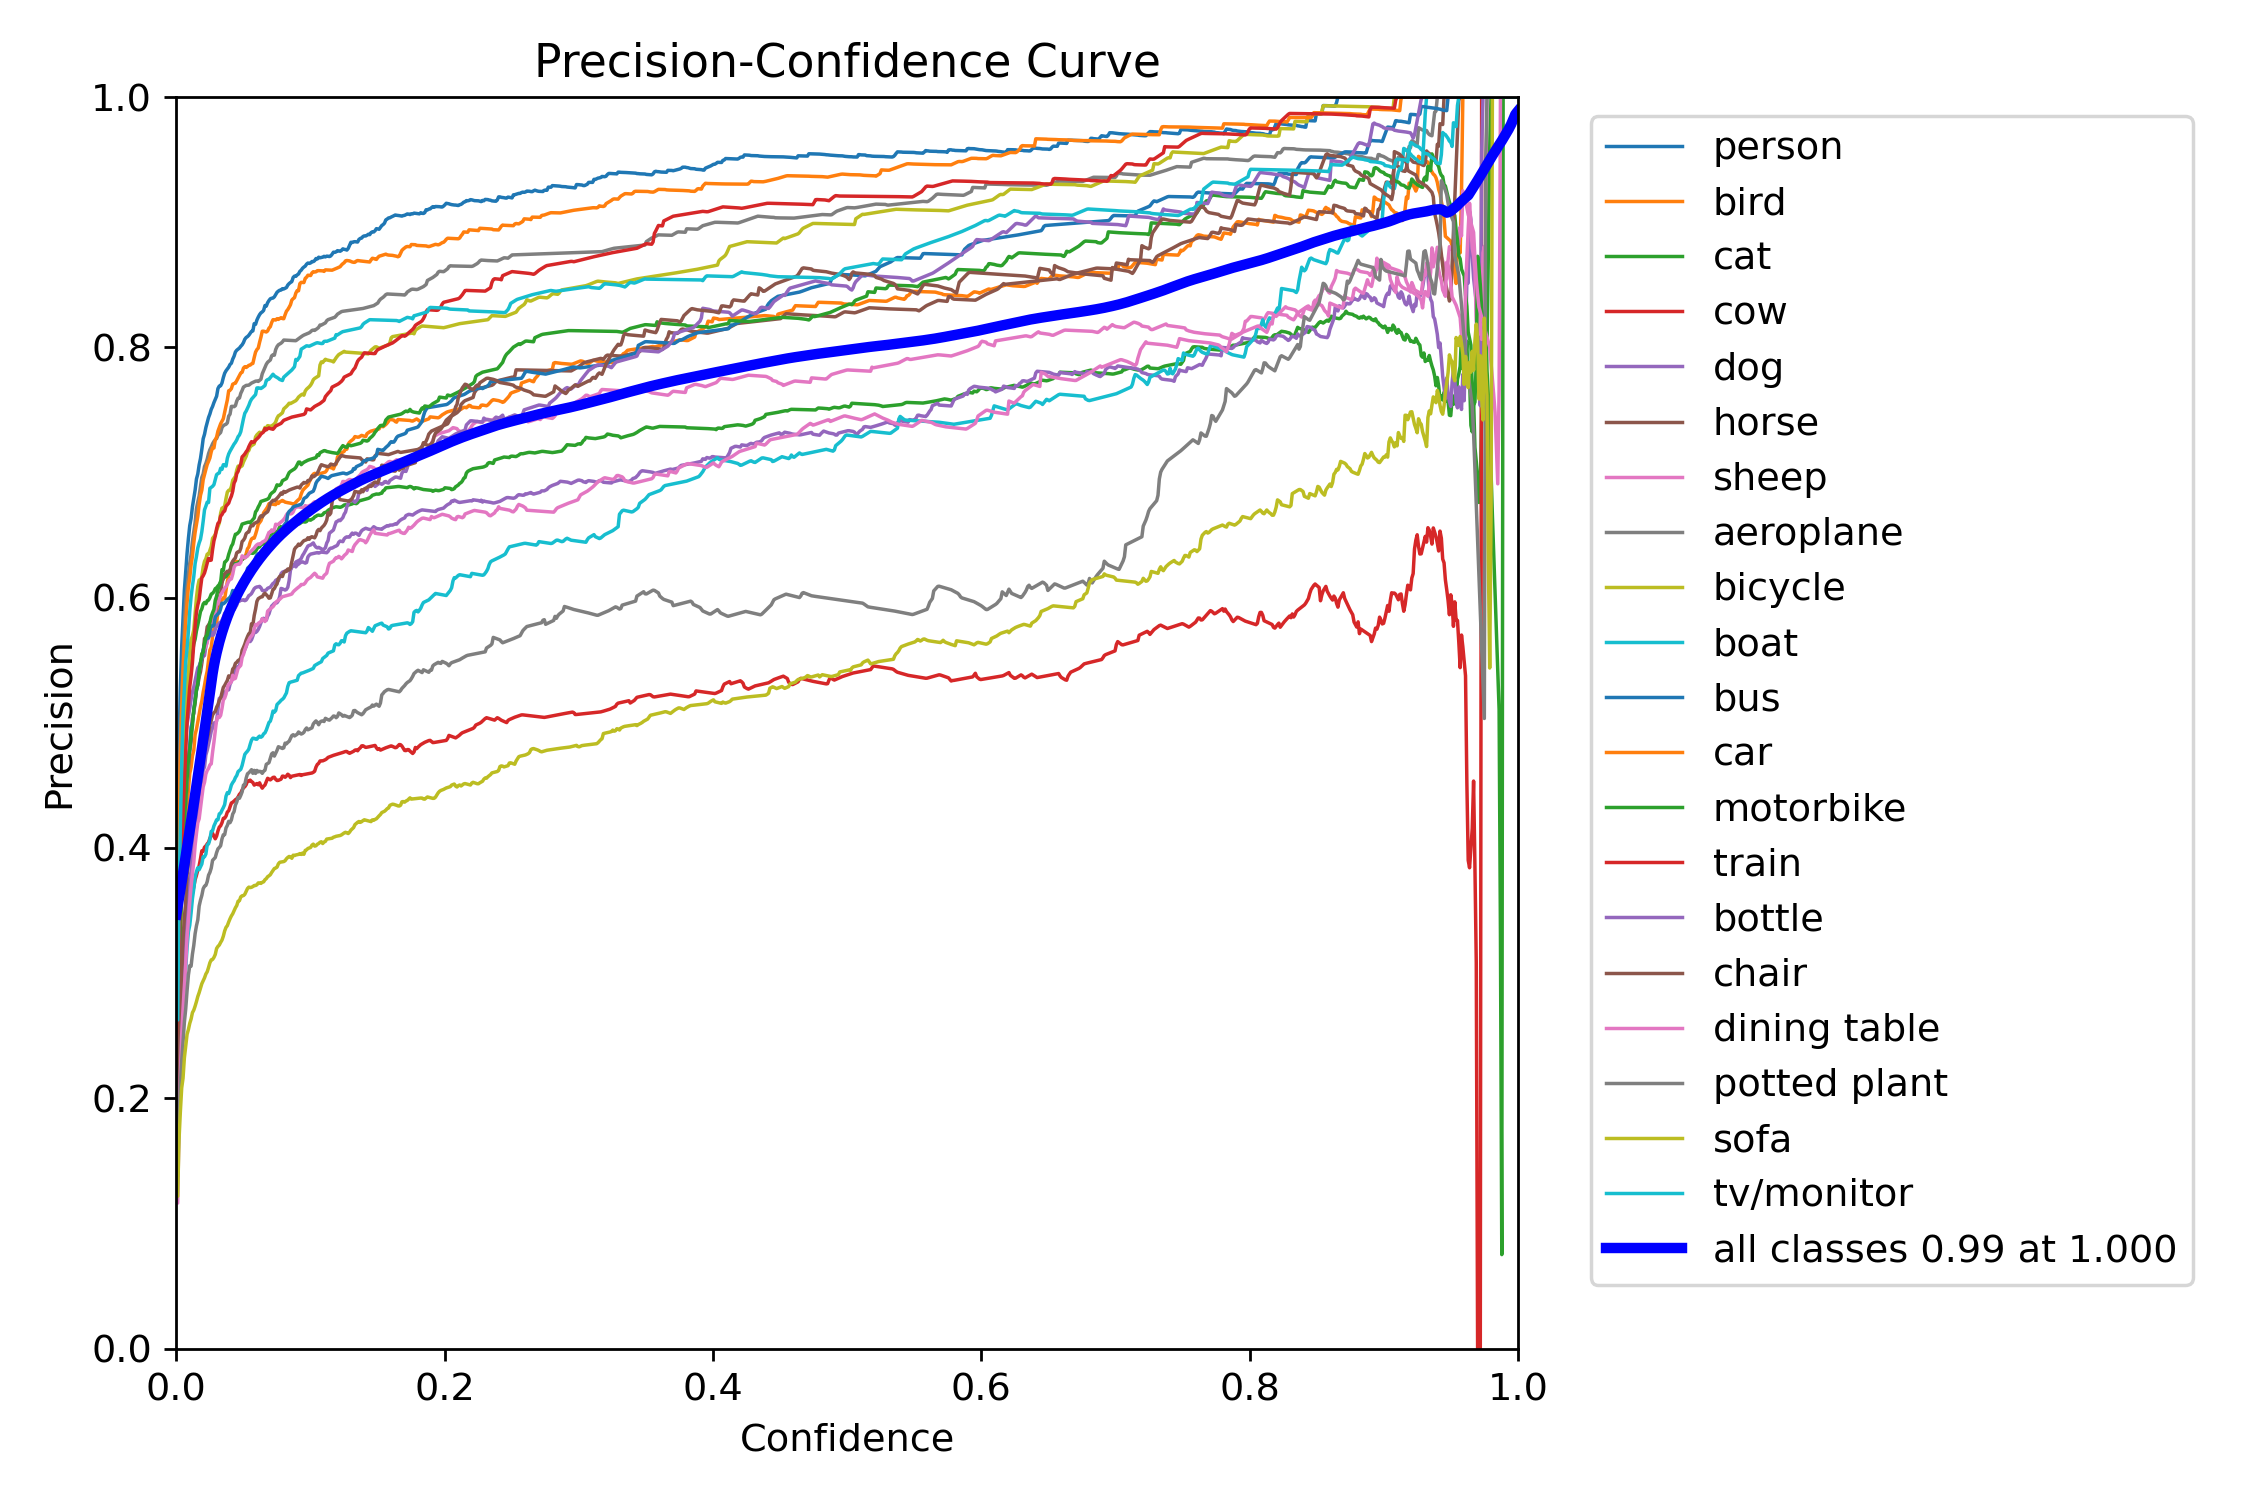 Precision-Confidence Curve
1.0
0.8
0.6
0.4
0.2
0.0
Precision
0.0 0.2 0.4 0.6 0.8 1.0
Confidence
person
bird
cat
cow
dog
horse
sheep
aeroplane
bicycle
boat
bus
car
motorbike
train
bottle
chair
dining table
potted plant
sofa
tv/monitor
all classes 0.99 at 1.000